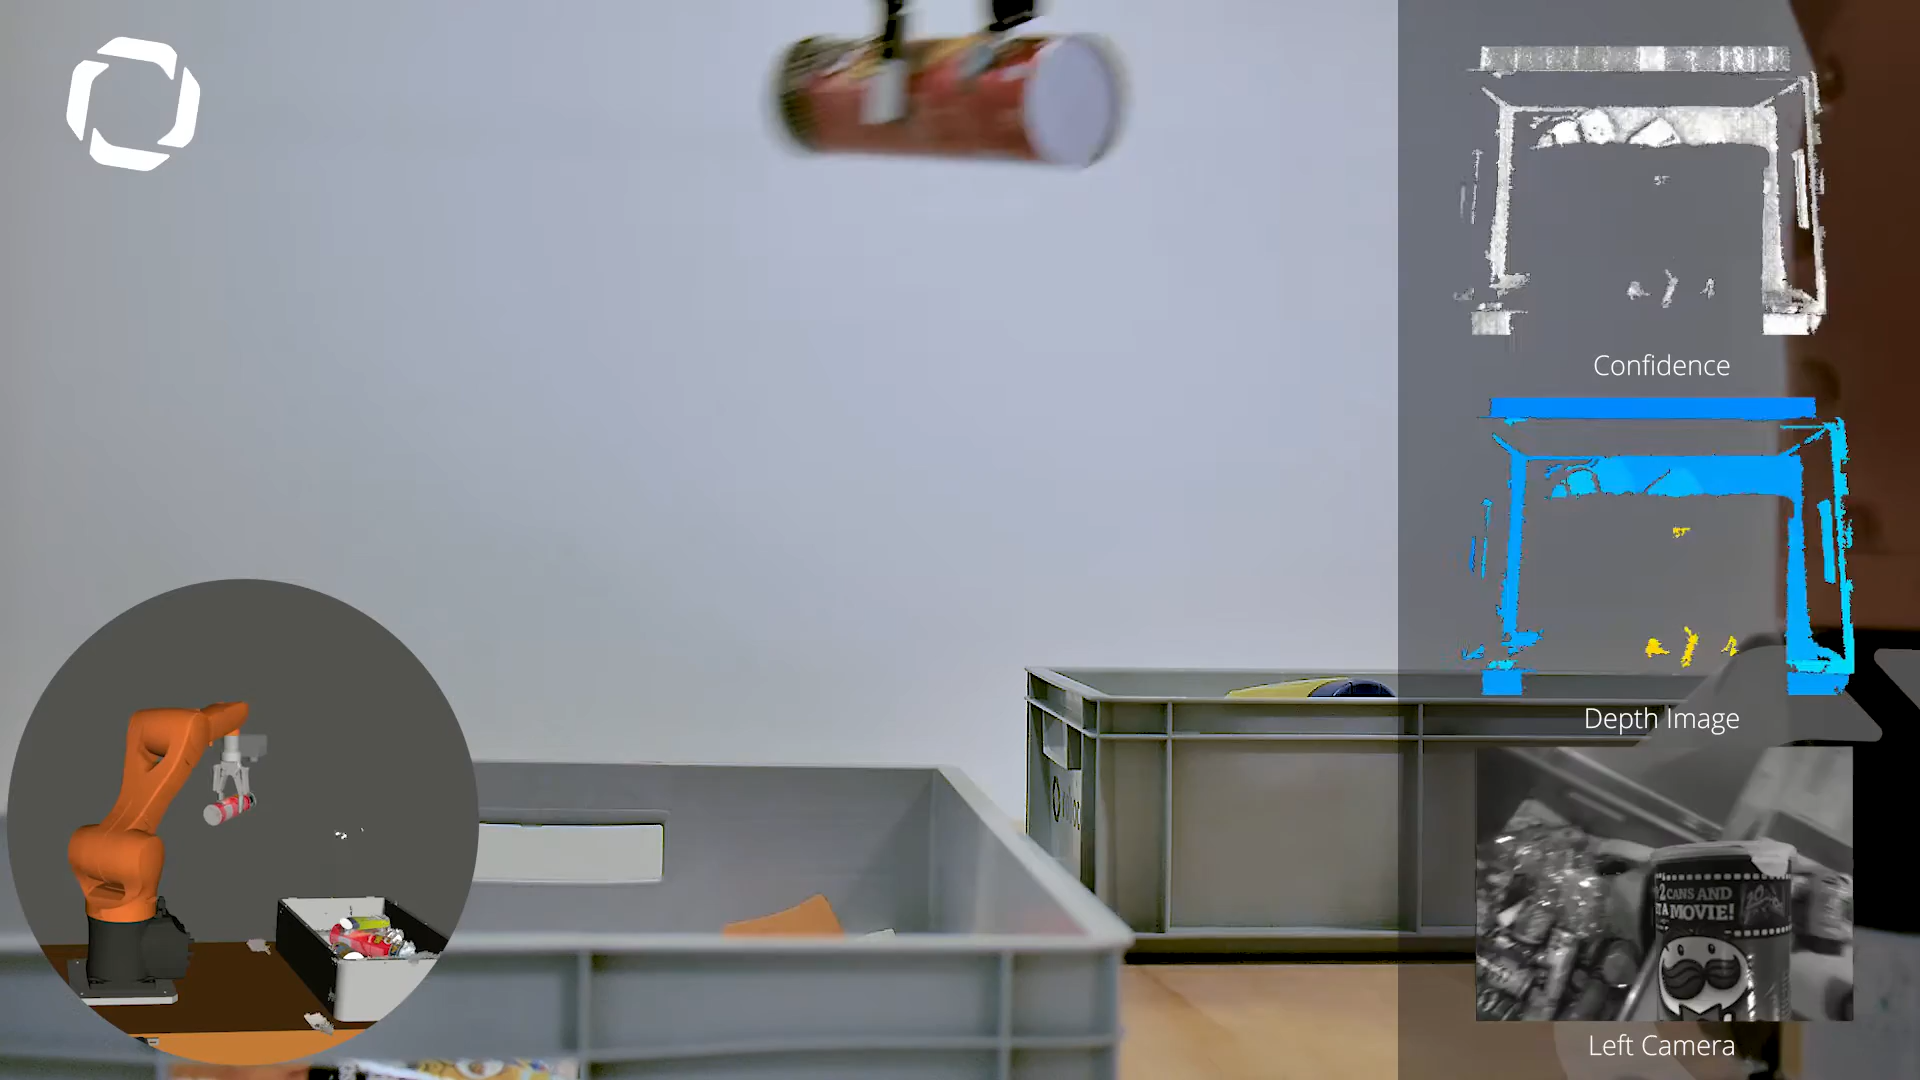 Confidence
Depth Image
2 CANS AND
A MOVIE!
Left Camera